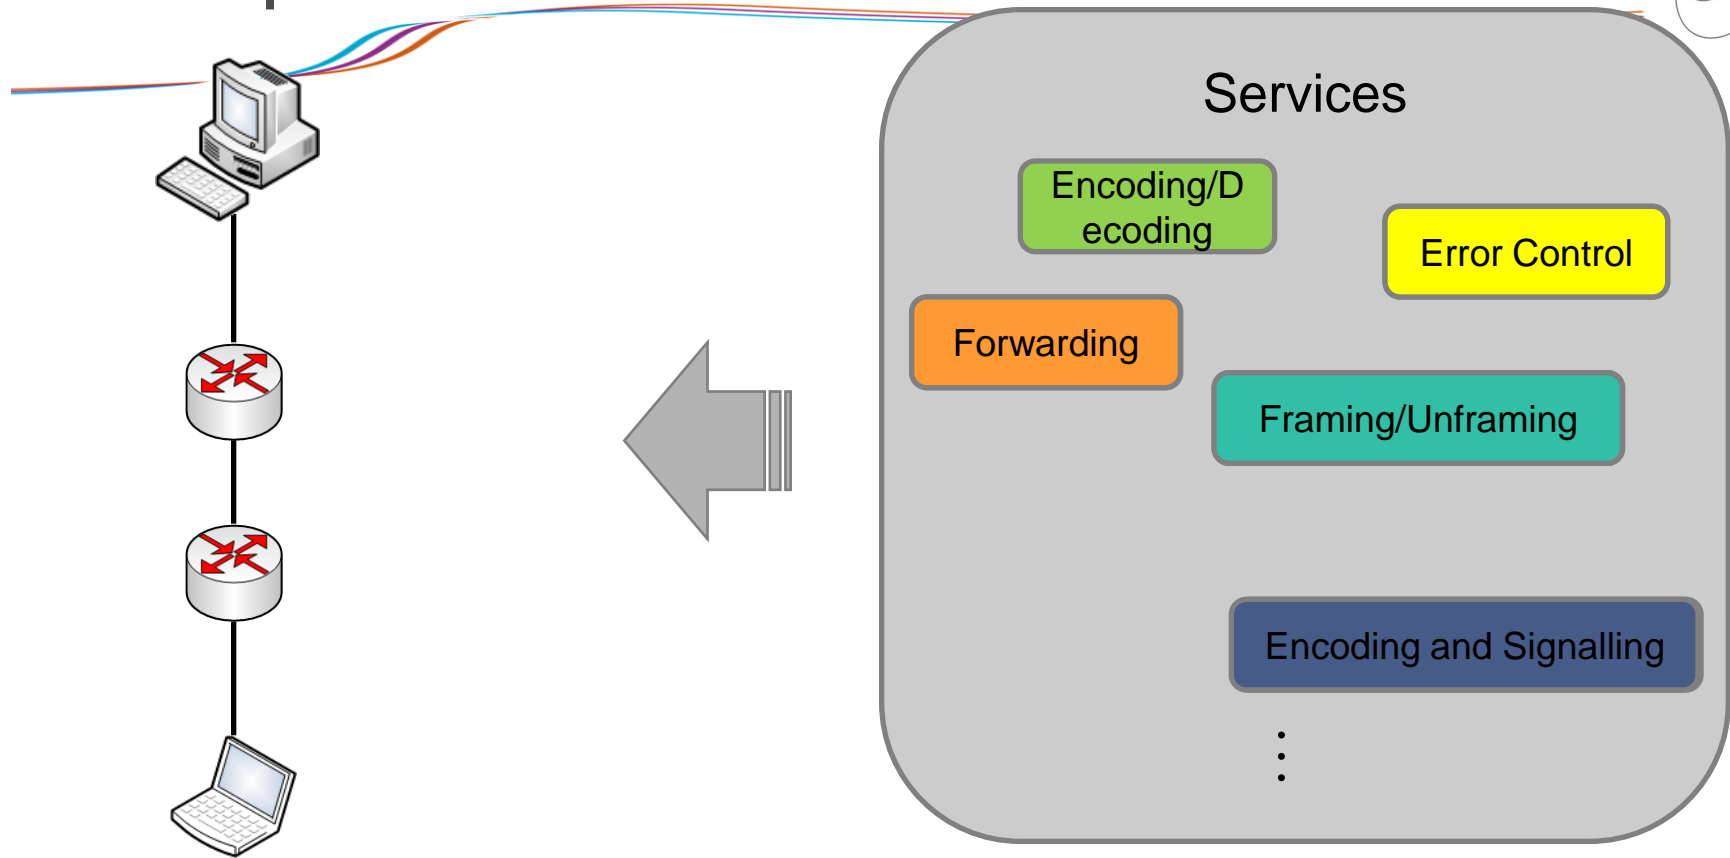 Services
Encoding/D
ecoding
Error Control
Forwarding
Framing/Unframing
Encoding and Signalling
⋮